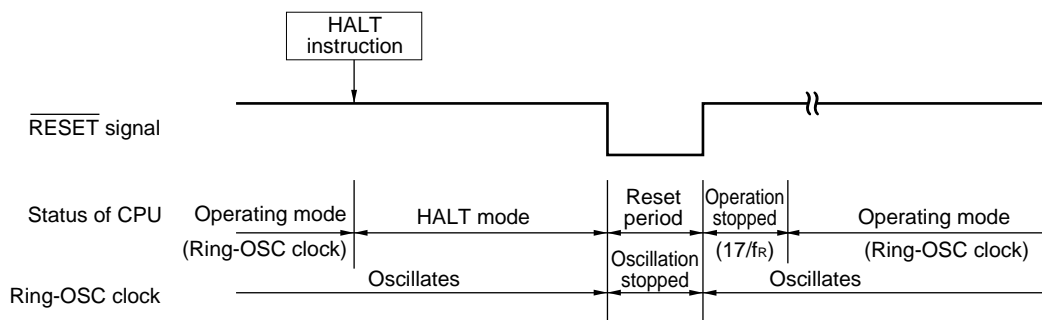 HALT
instruction
RESET signal
Status of CPU
Operating mode
(Ring-OSC clock)
HALT mode
Reset
period
Operation
stopped
(17/fR)
Operating mode
(Ring-OSC clock)
Ring-OSC clock
Oscillates
Oscillation
stopped
Oscillates